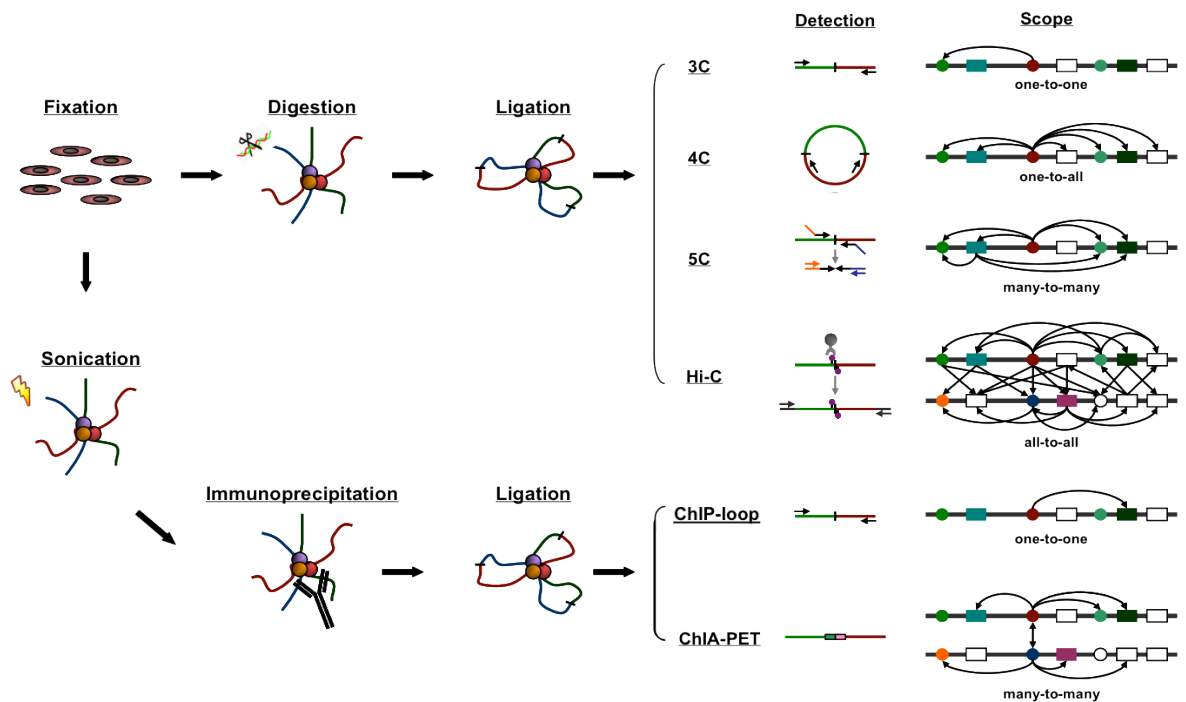 Detection
Scope
3C
one-to-one
Fixation
Digestion
Ligation
4C
one-to-all
5C
many-to-many
Sonication
Hi-C
all-to-all
Immunoprecipitation
Ligation
ChIP-loop
one-to-one
ChIA-PET
many-to-many